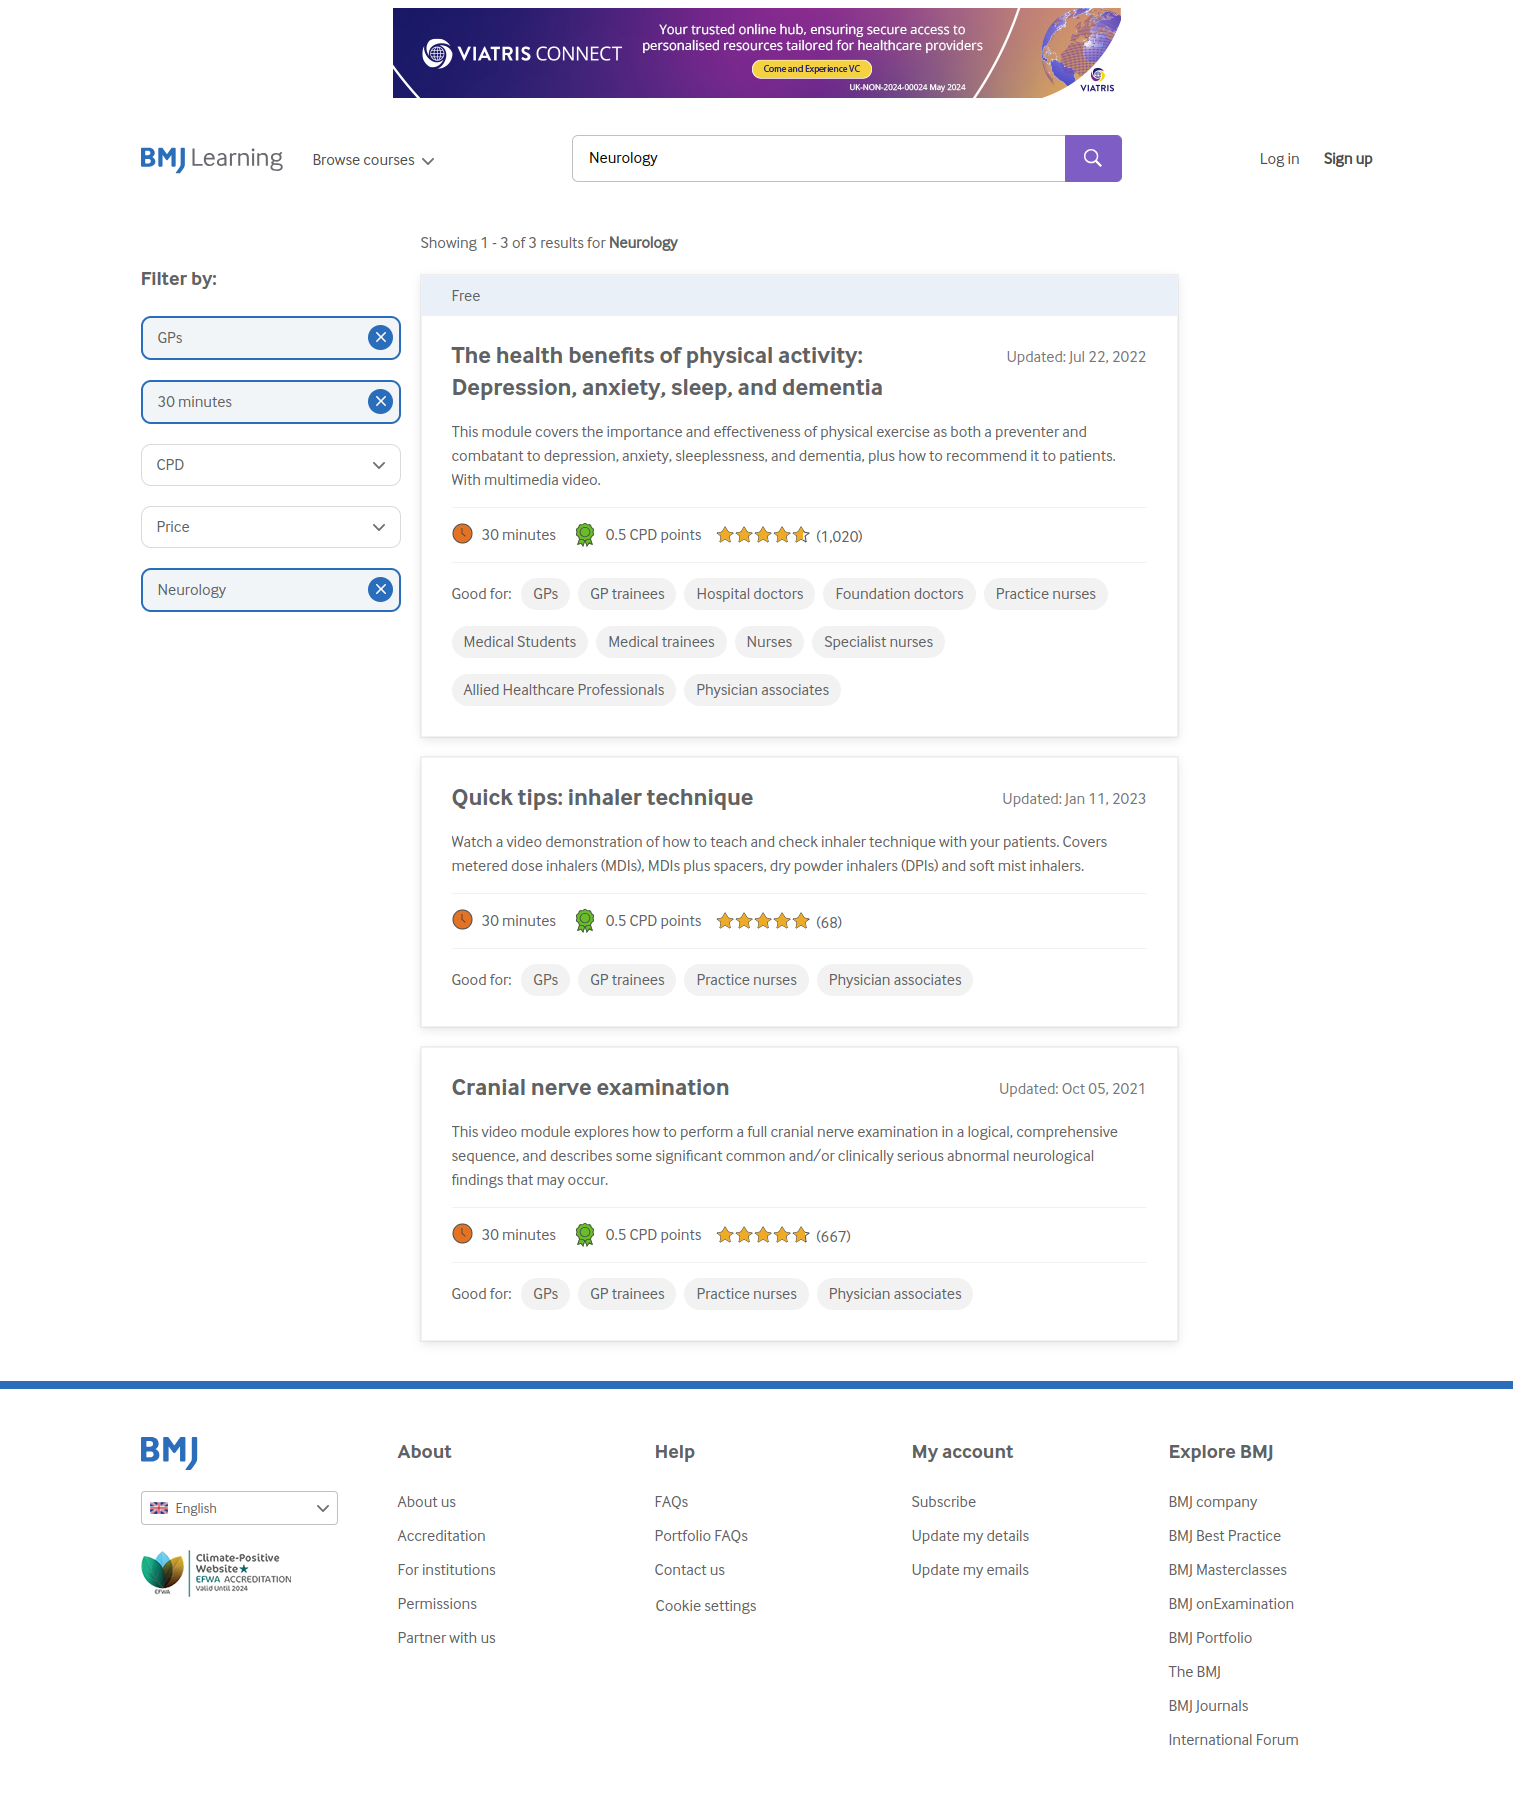 VIATRIS CONNECT
Your trusted online hub, ensuring secure access to
personalised resources tailored for healthcare providers
Come and Experience VC
UK-NON-2024-00024 May 2024
VIATRIS
BMJ Learning
Browse courses
Neurology
Log in
Sign up
Showing 1 - 3 of 3 results for Neurology
Filter by:
GPs
30 minutes
CPD
Price
Neurology
Free
The health benefits of physical activity:
Depression, anxiety, sleep, and dementia
Updated: Jul 22, 2022
This module covers the importance and effectiveness of physical exercise as both a preventer and
combatant to depression, anxiety, sleeplessness, and dementia, plus how to recommend it to patients.
With multimedia video.
30 minutes 0.5 CPD points (1,020)
Good for: GPs GP trainees Hospital doctors Foundation doctors Practice nurses
Medical Students Medical trainees Nurses Specialist nurses
Allied Healthcare Professionals Physician associates
Quick tips: inhaler technique
Updated: Jan 11, 2023
Watch a video demonstration of how to teach and check inhaler technique with your patients. Covers
metered dose inhalers (MDIs), MDIs plus spacers, dry powder inhalers (DPIs) and soft mist inhalers.
30 minutes 0.5 CPD points (68)
Good for: GPs GP trainees Practice nurses Physician associates
Cranial nerve examination
Updated: Oct 05, 2021
This video module explores how to perform a full cranial nerve examination in a logical, comprehensive
sequence, and describes some significant common and/or clinically serious abnormal neurological
findings that may occur.
30 minutes 0.5 CPD points (667)
Good for: GPs GP trainees Practice nurses Physician associates
BMJ
English
Climate-Positive
Website★
EFWA ACCREDITATION
Valid Until 2024
EFWA
About
About us
Accreditation
For institutions
Permissions
Partner with us
Help
FAQs
Portfolio FAQs
Contact us
Cookie settings
My account
Subscribe
Update my details
Update my emails
Explore BMJ
BMJ company
BMJ Best Practice
BMJ Masterclasses
BMJ onExamination
BMJ Portfolio
The BMJ
BMJ Journals
International Forum